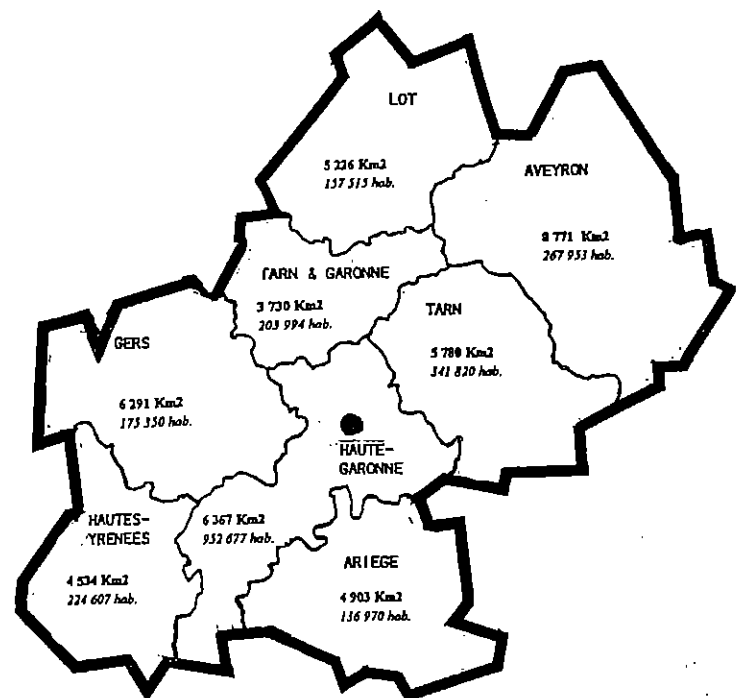 LOT
5 226 Km2
157 515 hab.
AVEYRON
8 771 Km2
267 953 hab.
TARN & GARONNE
3 730 Km2
203 994 hab.
TARN
5 780 Km2
341 820 hab.
GERS
6 291 Km2
175 350 hab.
HAUTE-
GARONNE
6 367 Km2
952 677 hab.
HAUTES-
YRENEES
4 534 Km2
224 607 hab.
ARIEGE
4 903 Km2
136 970 hab.